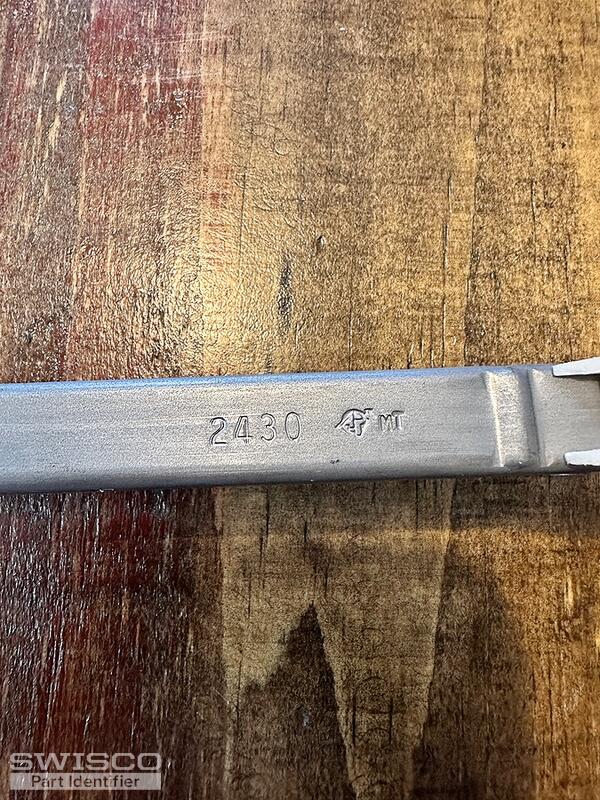 2430 MT
SWISCO
Part Identifier